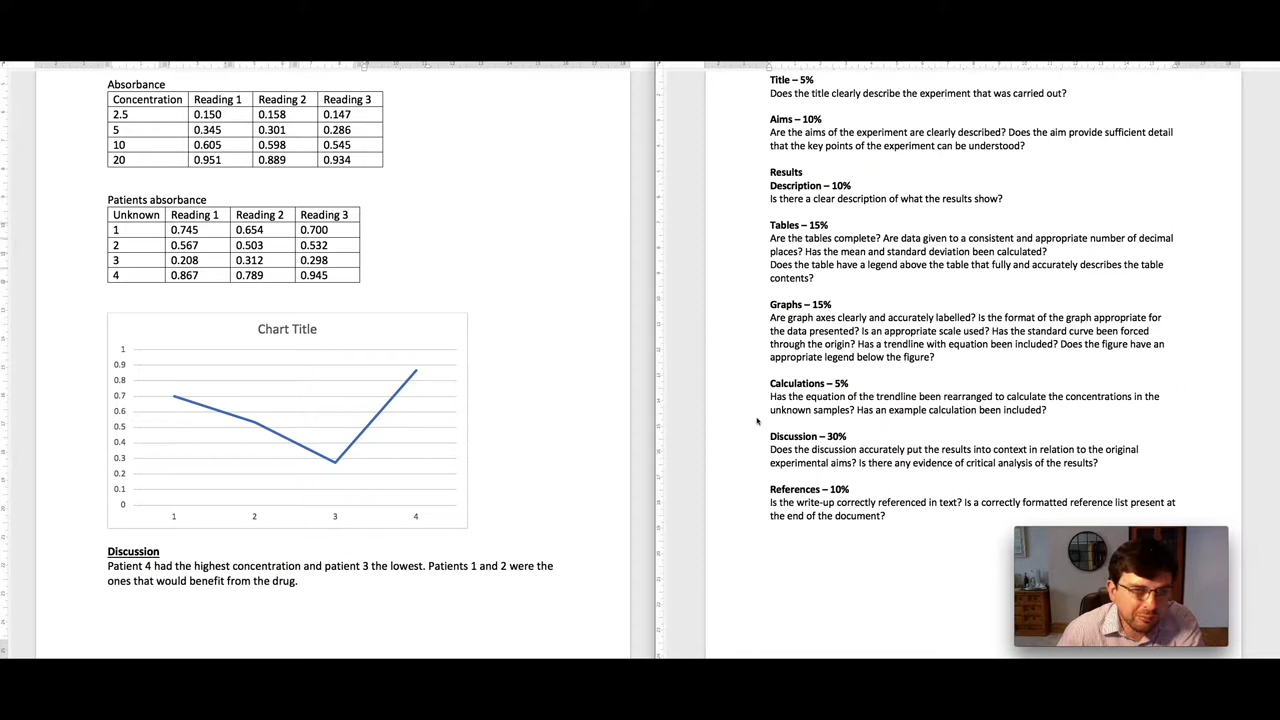 Absorbance
Concentration Reading 1 Reading 2 Reading 3
2.5 0.150 0.158 0.147
5 0.345 0.301 0.286
10 0.605 0.598 0.545
20 0.951 0.889 0.934
Patients absorbance
Unknown Reading 1 Reading 2 Reading 3
1 0.745 0.654 0.700
2 0.567 0.503 0.532
3 0.208 0.312 0.298
4 0.867 0.789 0.945
Chart Title
1
0.9
0.8
0.7
0.6
0.5
0.4
0.3
0.2
0.1
0
1 2 3 4
Discussion
Patient 4 had the highest concentration and patient 3 the lowest. Patients 1 and 2 were the
ones that would benefit from the drug.
Title – 5%
Does the title clearly describe the experiment that was carried out?
Aims – 10%
Are the aims of the experiment are clearly described? Does the aim provide sufficient detail
that the key points of the experiment can be understood?
Results
Description – 10%
Is there a clear description of what the results show?
Tables – 15%
Are the tables complete? Are data given to a consistent and appropriate number of decimal
places? Has the mean and standard deviation been calculated?
Does the table have a legend above the table that fully and accurately describes the table
contents?
Graphs – 15%
Are graph axes clearly and accurately labelled? Is the format of the graph appropriate for
the data presented? Is an appropriate scale used? Has the standard curve been forced
through the origin? Has a trendline with equation been included? Does the figure have an
appropriate legend below the figure?
Calculations – 5%
Has the equation of the trendline been rearranged to calculate the concentrations in the
unknown samples? Has an example calculation been included?
Discussion – 30%
Does the discussion accurately put the results into context in relation to the original
experimental aims? Is there any evidence of critical analysis of the results?
References – 10%
Is the write-up correctly referenced in text? Is a correctly formatted reference list present at
the end of the document?